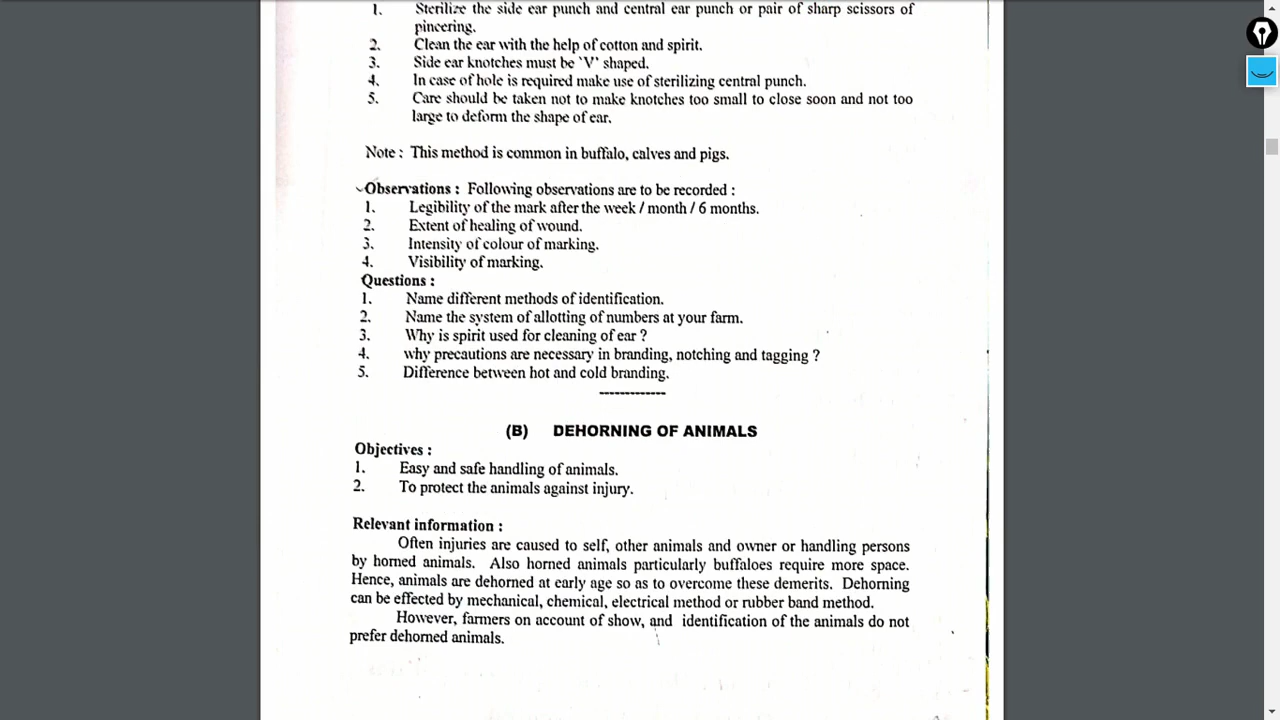 1. Sterilize the side ear punch and central ear punch or pair of sharp scissors of
pincering.
2. Clean the ear with the help of cotton and spirit.
3. Side ear knotches must be 'V' shaped.
4. In case of hole is required make use of sterilizing central punch.
5. Care should be taken not to make knotches too small to close soon and not too
large to deform the shape of ear.
Note : This method is common in buffalo, calves and pigs.
Observations : Following observations are to be recorded :
1. Legibility of the mark after the week / month / 6 months.
2. Extent of healing of wound.
3. Intensity of colour of marking.
4. Visibility of marking.
Questions :
1. Name different methods of identification.
2. Name the system of allotting of numbers at your farm.
3. Why is spirit used for cleaning of ear ?
4. why precautions are necessary in branding, notching and tagging ?
5. Difference between hot and cold branding.
-------------
(B) DEHORNING OF ANIMALS
Objectives :
1. Easy and safe handling of animals.
2. To protect the animals against injury.
Relevant information :
Often injuries are caused to self, other animals and owner or handling persons
by horned animals. Also horned animals particularly buffaloes require more space.
Hence, animals are dehorned at early age so as to overcome these demerits. Dehorning
can be effected by mechanical, chemical, electrical method or rubber band method.
However, farmers on account of show, and identification of the animals do not
prefer dehorned animals.